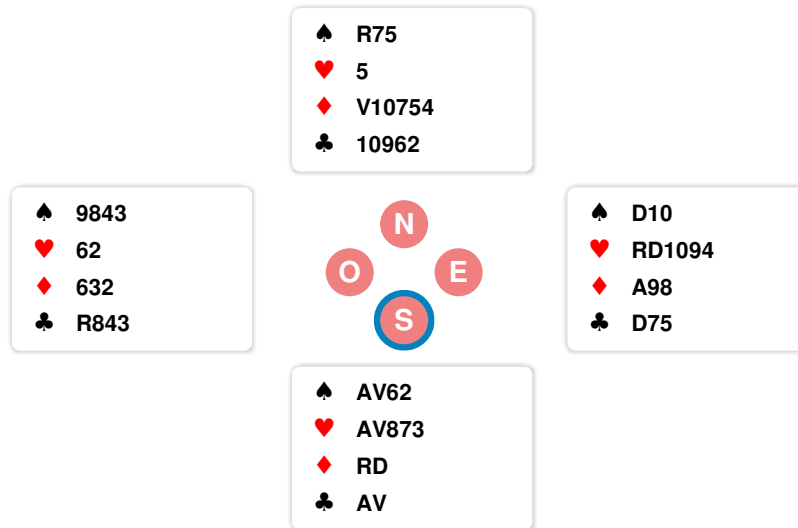 ♠ R75
♥ 5
♦ V10754
♣ 10962
♠ 9843
♥ 62
♦ 632
♣ R843
N
O E
S
♠ D10
♥ RD1094
♦ A98
♣ D75
♠ AV62
♥ AV873
♦ RD
♣ AV